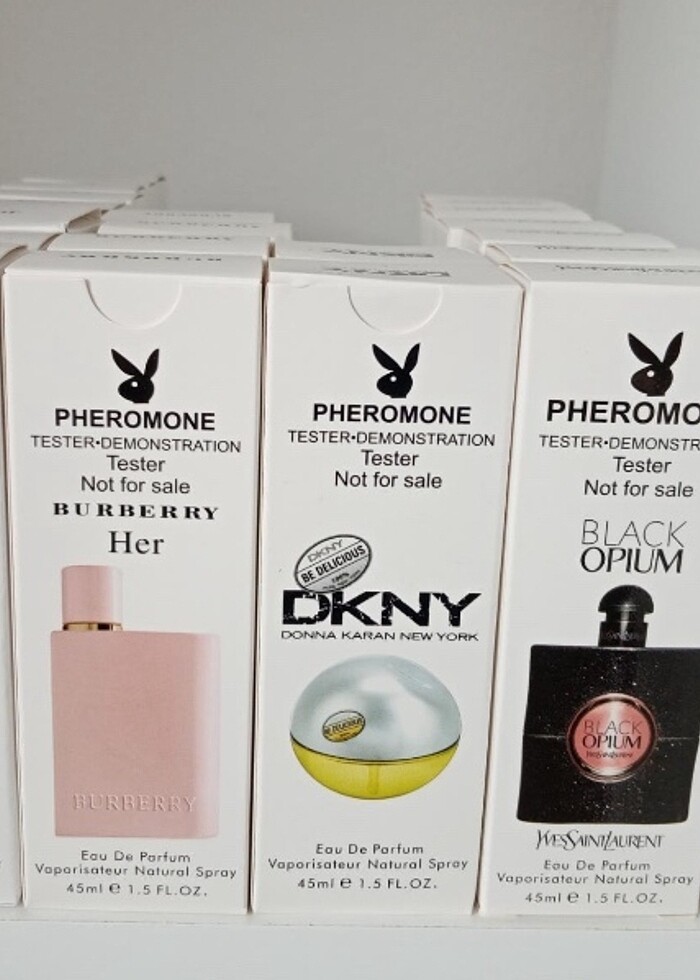 PHEROMONE
TESTER•DEMONSTRATION
Tester
Not for sale
BURBERRY
Her
BURBERRY
Eau De Parfum
Vaporisateur Natural Spray
45ml e 1.5 FL.OZ.
PHEROMONE
TESTER•DEMONSTRATION
Tester
Not for sale
DKNY
BE DELICIOUS
DKNY
DONNA KARAN NEW YORK
BE DELICIOUS
Eau De Parfum
Vaporisateur Natural Spray
45ml e 1.5 FL.OZ.
PHEROMO
TESTER•DEMONSTR
Tester
Not for sale
BLACK
OPIUM
BLACK
OPIUM
YVESSAINTLAURENT
YVESSAINTLAURENT
Eau De Parfum
Vaporisateur Natural Spray
45ml e 1.5 FL.OZ.